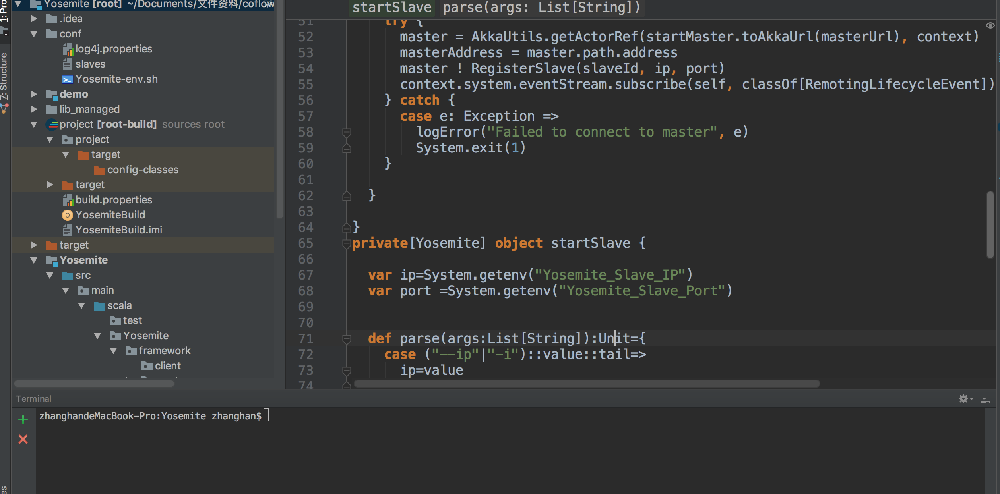 1: Pro
7: Structure
Yosemite [root] ~/Documents/文件资料/coflow
.idea
conf
log4j.properties
slaves
Yosemite-env.sh
demo
lib_managed
project [root-build] sources root
project
target
config-classes
target
build.properties
YosemiteBuild
YosemiteBuild.imi
target
Yosemite
src
main
scala
test
Yosemite
framework
client
startSlave parse(args: List[String])
51 try {
52 master = AkkaUtils.getActorRef(startMaster.toAkkaUrl(masterUrl), context)
53 masterAddress = master.path.address
54 master ! RegisterSlave(slaveId, ip, port)
55 context.system.eventStream.subscribe(self, classOf[RemotingLifecycleEvent])
56 } catch {
57 case e: Exception =>
58 logError("Failed to connect to master", e)
59 System.exit(1)
60 }
61
62 }
63
64 }
65 private[Yosemite] object startSlave {
66
67 var ip=System.getenv("Yosemite_Slave_IP")
68 var port =System.getenv("Yosemite_Slave_Port")
69
70
71 def parse(args:List[String]):Unit={
72 case ("--ip"|"-i")::value::tail=>
73 ip=value
74
Terminal
zhanghandeMacBook-Pro:Yosemite zhanghan$